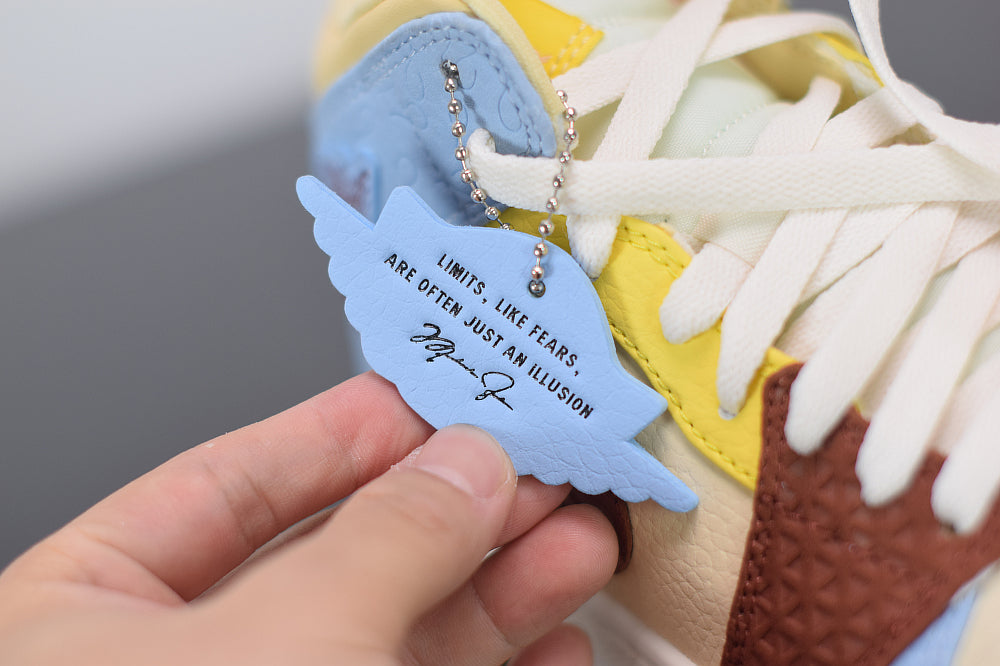 LIMITS, LIKE FEARS,
ARE OFTEN JUST AN ILLUSION